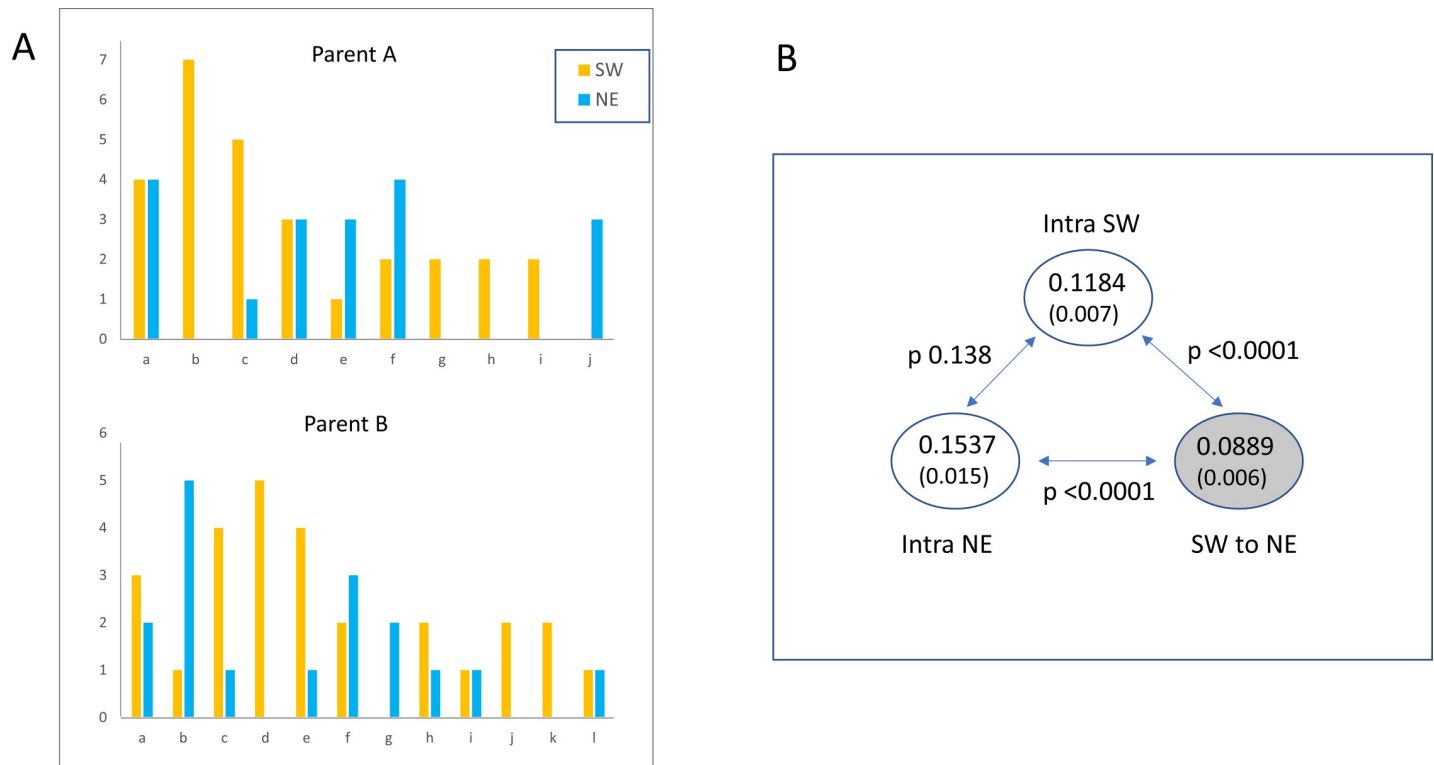 A
Parent A
SW
NE
7
6
5
4
3
2
1
0
a b c d e f g h i j
Parent B
6
5
4
3
2
1
0
a b c d e f g h i j k l
B
Intra SW
0.1184
(0.007)
p 0.138
p <0.0001
0.1537
(0.015)
p <0.0001
0.0889
(0.006)
Intra NE
SW to NE